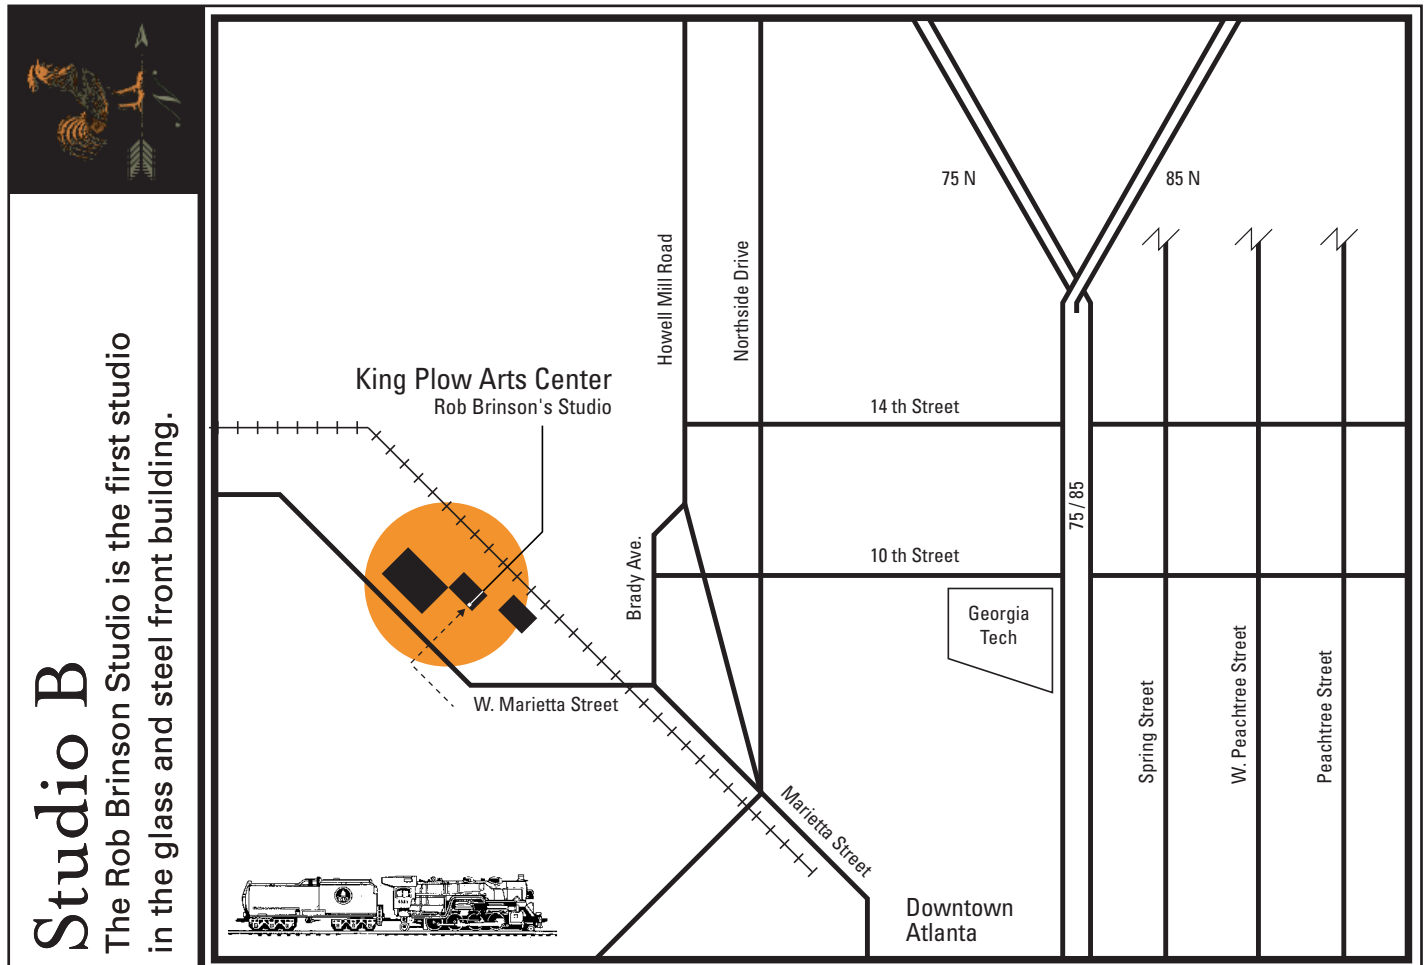 Studio B
The Rob Brinson Studio is the first studio
in the glass and steel front building.
75 N
85 N
Howell Mill Road
Northside Drive
King Plow Arts Center
Rob Brinson's Studio
14 th Street
75 / 85
10 th Street
Brady Ave.
Georgia
Tech
W. Marietta Street
Spring Street
W. Peachtree Street
Peachtree Street
Marietta Street
Downtown
Atlanta